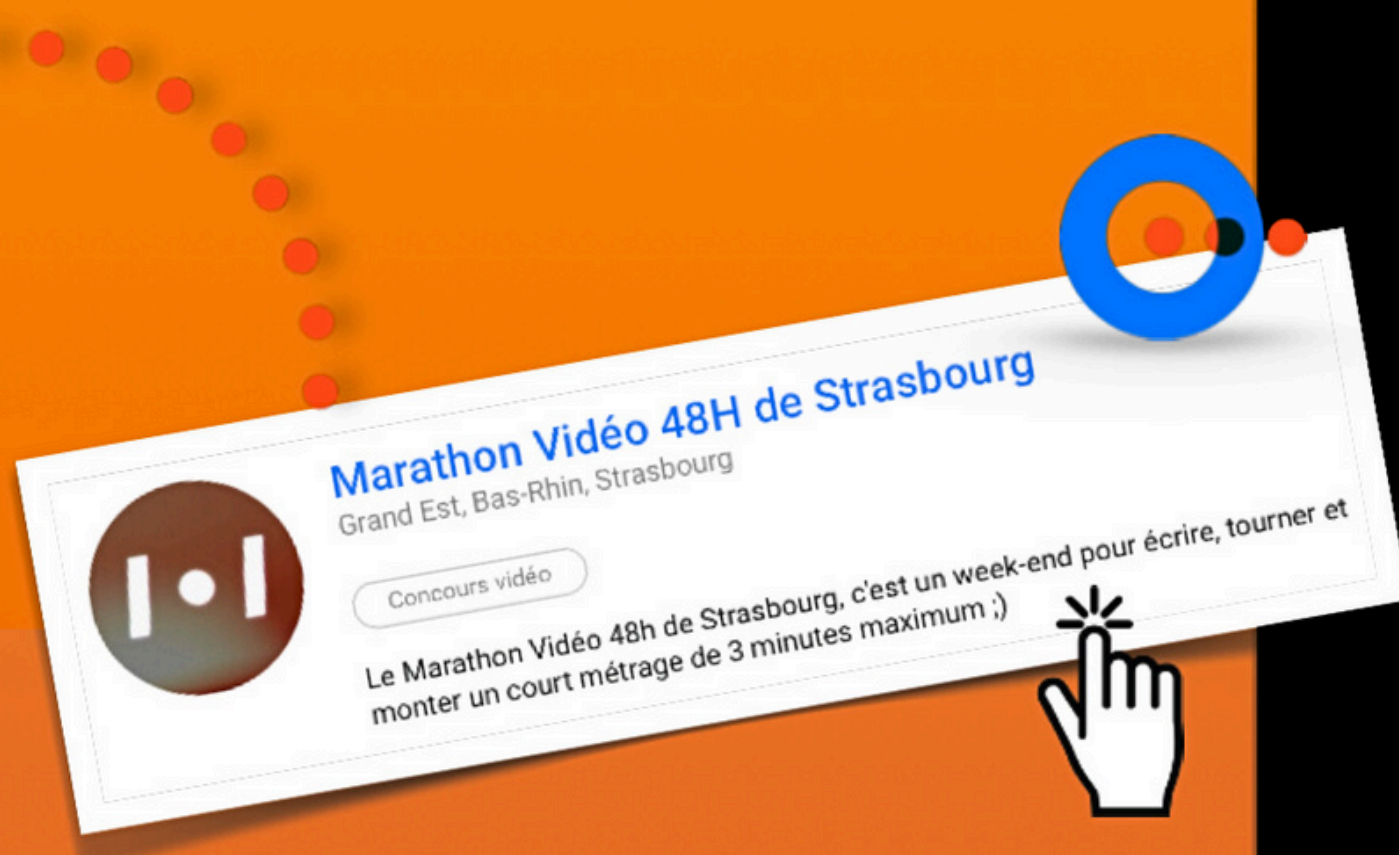 Marathon Vidéo 48H de Strasbourg
Grand Est, Bas-Rhin, Strasbourg
Concours vidéo
Le Marathon Vidéo 48h de Strasbourg, c'est un week-end pour écrire, tourner et
monter un court métrage de 3 minutes maximum ;)